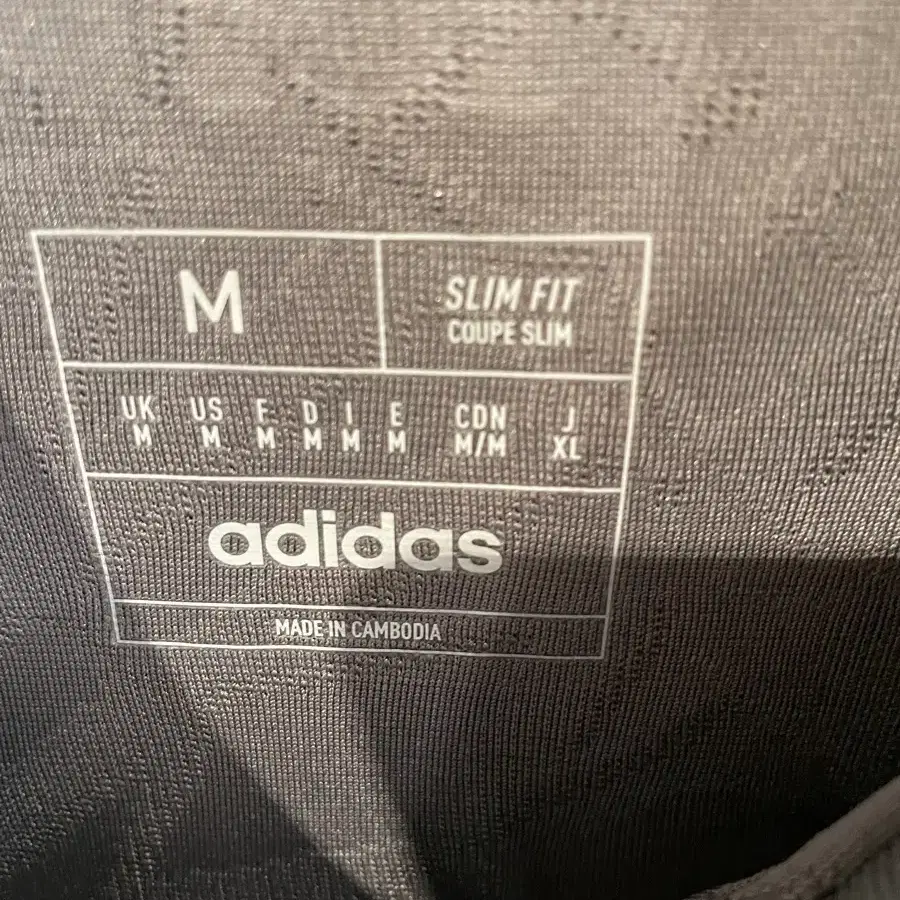 M
SLIM FIT
COUPE SLIM
UK US F D I E CDN J
M M M M M M M/M XL
adidas
MADE IN CAMBODIA